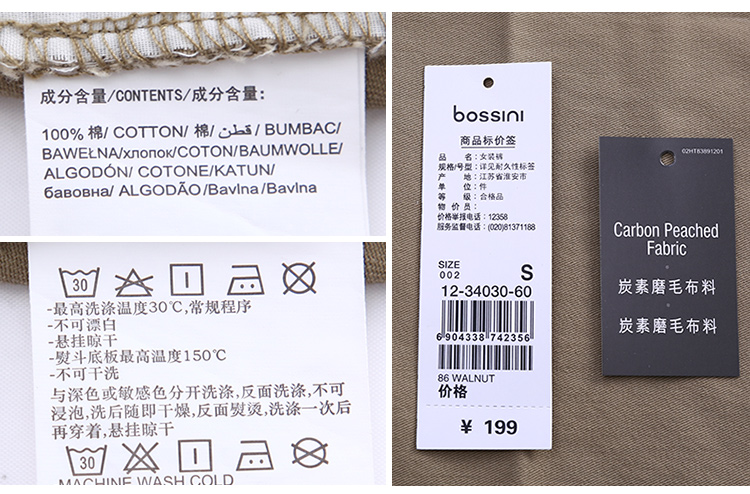 成分含量/CONTENTS/成分含量:
100% 棉/ COTTON/ 棉/ قطن / BUMBAC/
BAWEŁNA/хлопок/COTON/BAUMWOLLE/
ALGODÓN/ COTONE/KATUN/
бавовна/ ALGODÃO/Bavlna/Bavlna
30
-最高洗涤温度30℃,常规程序
-不可漂白
-悬挂晾干
-熨斗底板最高温度150℃
-不可干洗
与深色或敏感色分开洗涤,反面洗涤,不可
浸泡,洗后随即干燥,反面熨烫,洗涤一次后
再穿着,悬挂晾干
30
MACHINE WASH COLD
bossini
商品标价签
品 名: 女装裤
规格/号型: 详见耐久性标签
产 地: 江苏省淮安市
单 位: 件
等 级: 合格品
物 价 员:
价格举报电话: 12358
服务监督电话: (020)81371188
SIZE
002 S
12-34030-60
6 904338 742356
86 WALNUT
价格
¥ 199
02HT83891201
Carbon Peached
Fabric
炭素磨毛布料
炭素磨毛布料